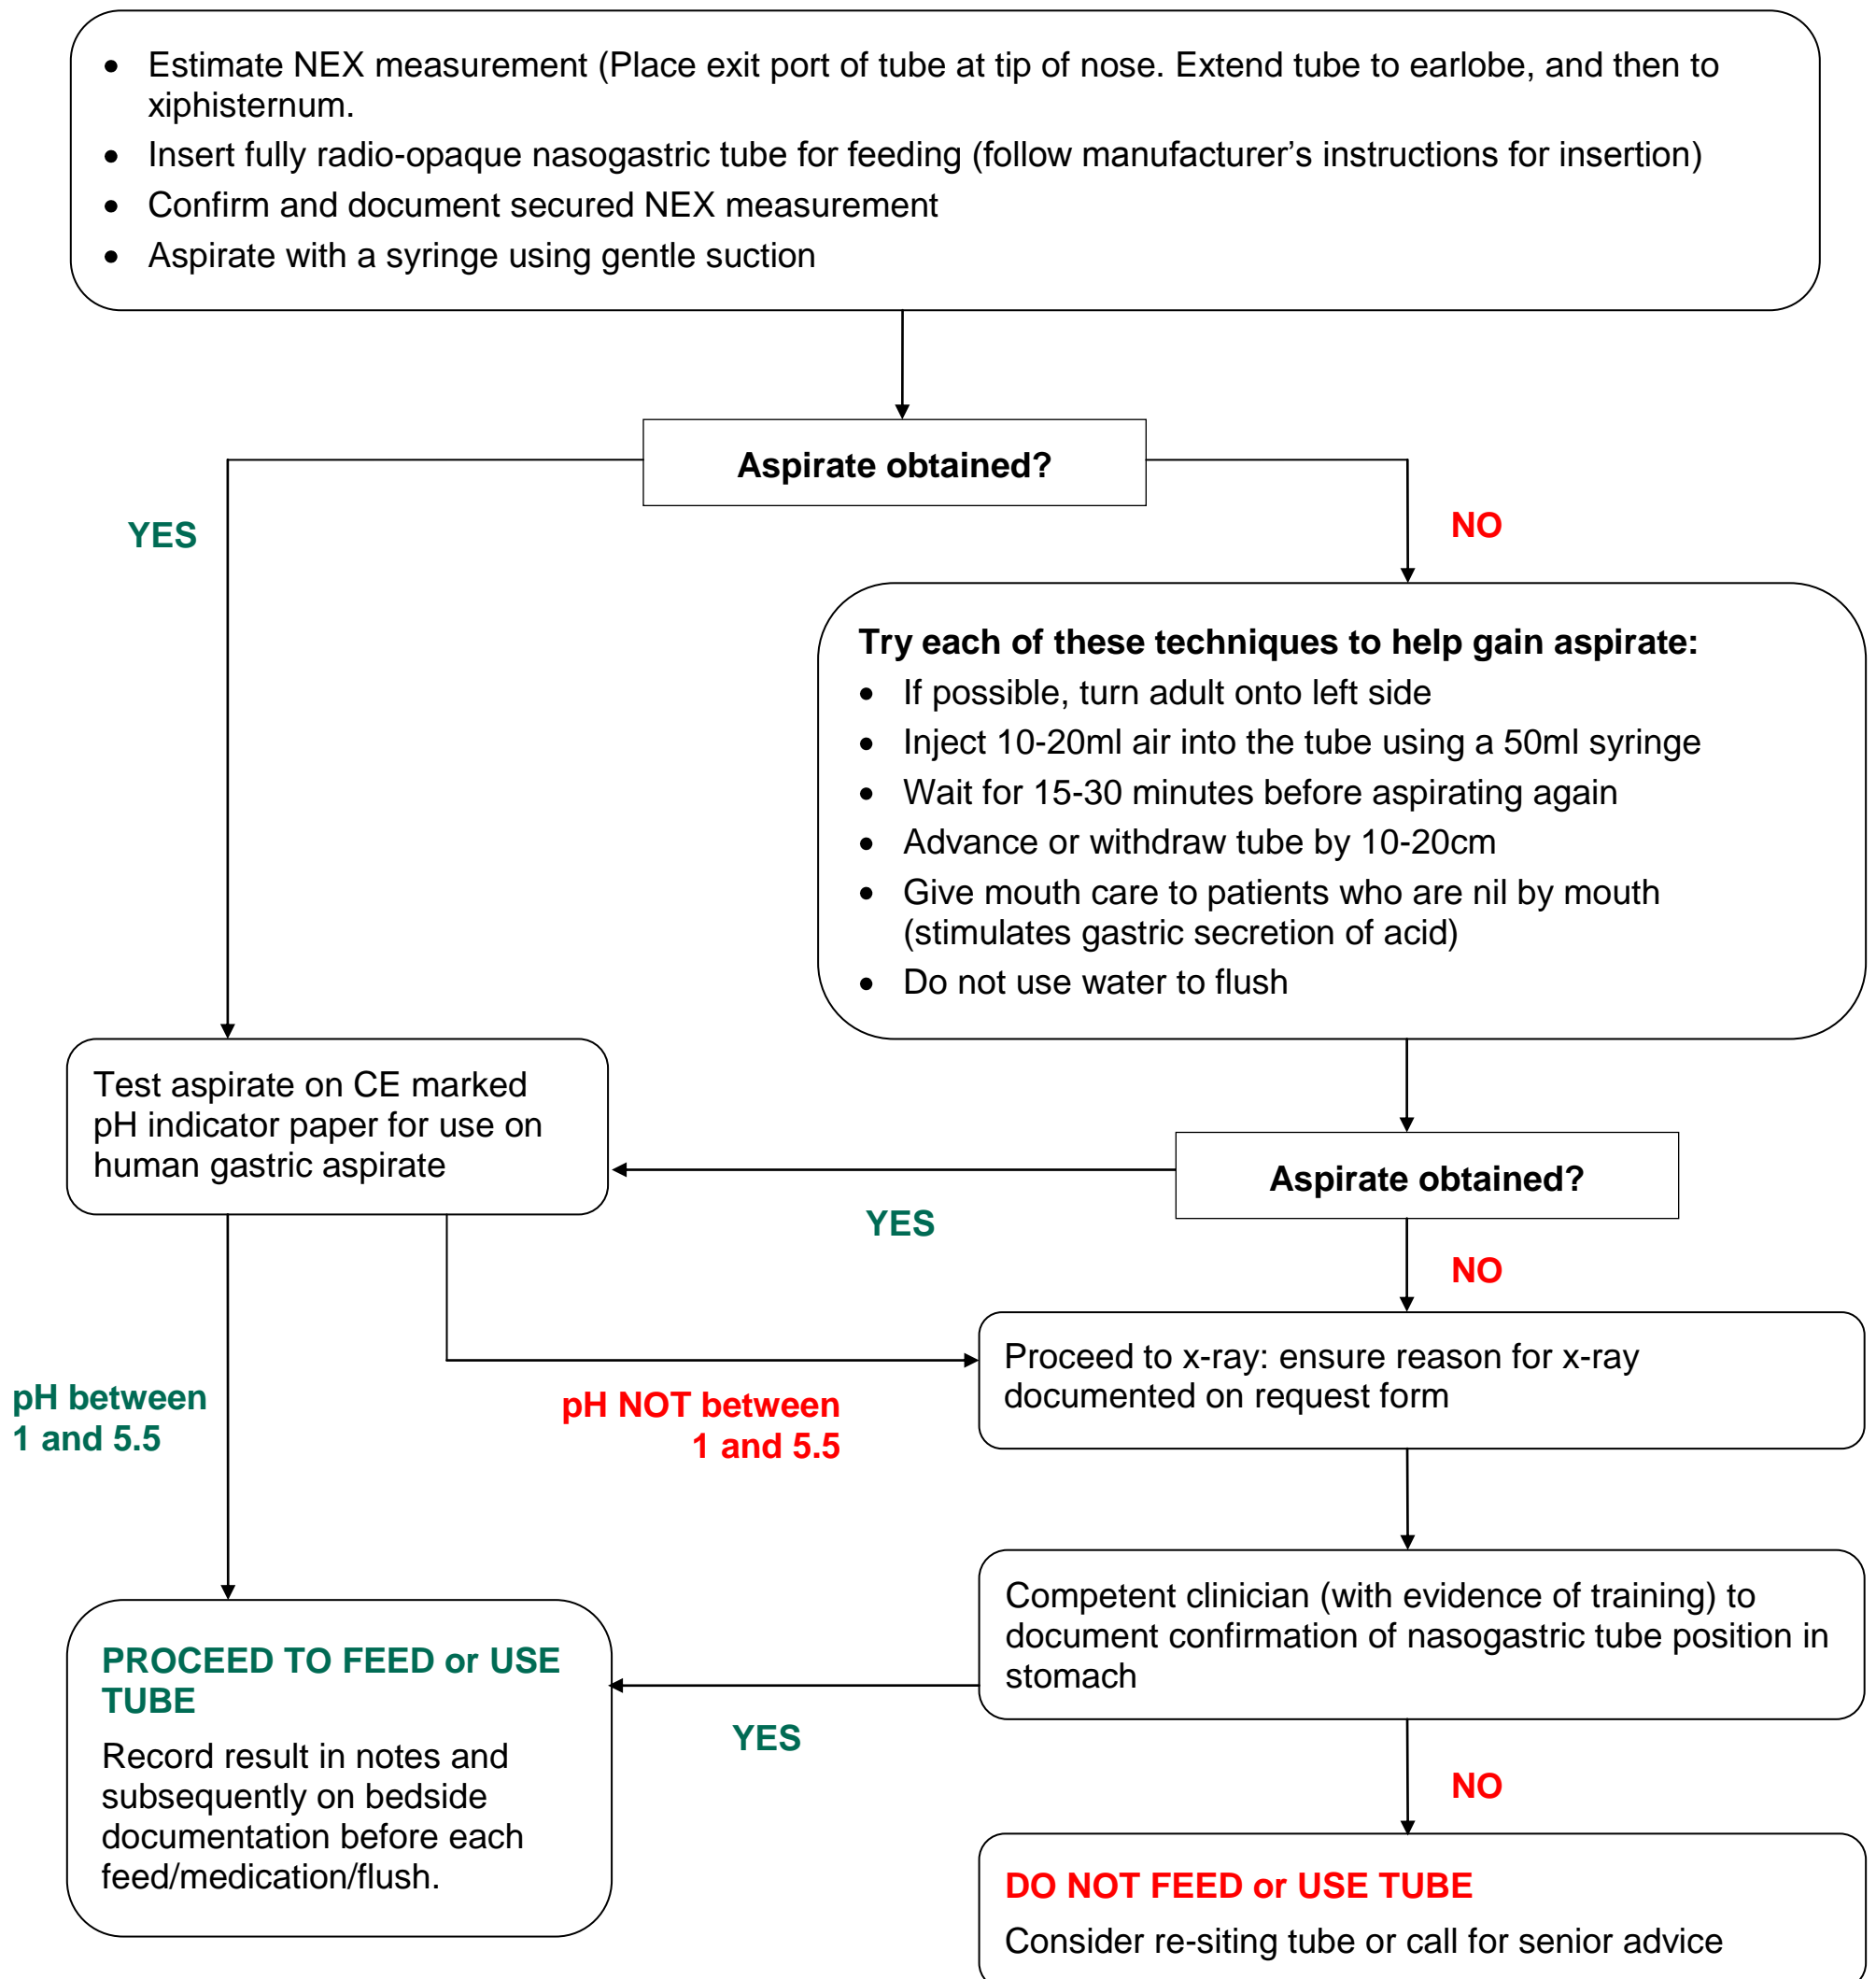 • Estimate NEX measurement (Place exit port of tube at tip of nose. Extend tube to earlobe, and then to
xiphisternum.
• Insert fully radio-opaque nasogastric tube for feeding (follow manufacturer’s instructions for insertion)
• Confirm and document secured NEX measurement
• Aspirate with a syringe using gentle suction
Aspirate obtained?
YES
NO
Try each of these techniques to help gain aspirate:
• If possible, turn adult onto left side
• Inject 10-20ml air into the tube using a 50ml syringe
• Wait for 15-30 minutes before aspirating again
• Advance or withdraw tube by 10-20cm
• Give mouth care to patients who are nil by mouth
(stimulates gastric secretion of acid)
• Do not use water to flush
Test aspirate on CE marked
pH indicator paper for use on
human gastric aspirate
Aspirate obtained?
YES
NO
Proceed to x-ray: ensure reason for x-ray
documented on request form
pH between
1 and 5.5
pH NOT between
1 and 5.5
Competent clinician (with evidence of training) to
document confirmation of nasogastric tube position in
stomach
PROCEED TO FEED or USE
TUBE
Record result in notes and
subsequently on bedside
documentation before each
feed/medication/flush.
YES
NO
DO NOT FEED or USE TUBE
Consider re-siting tube or call for senior advice